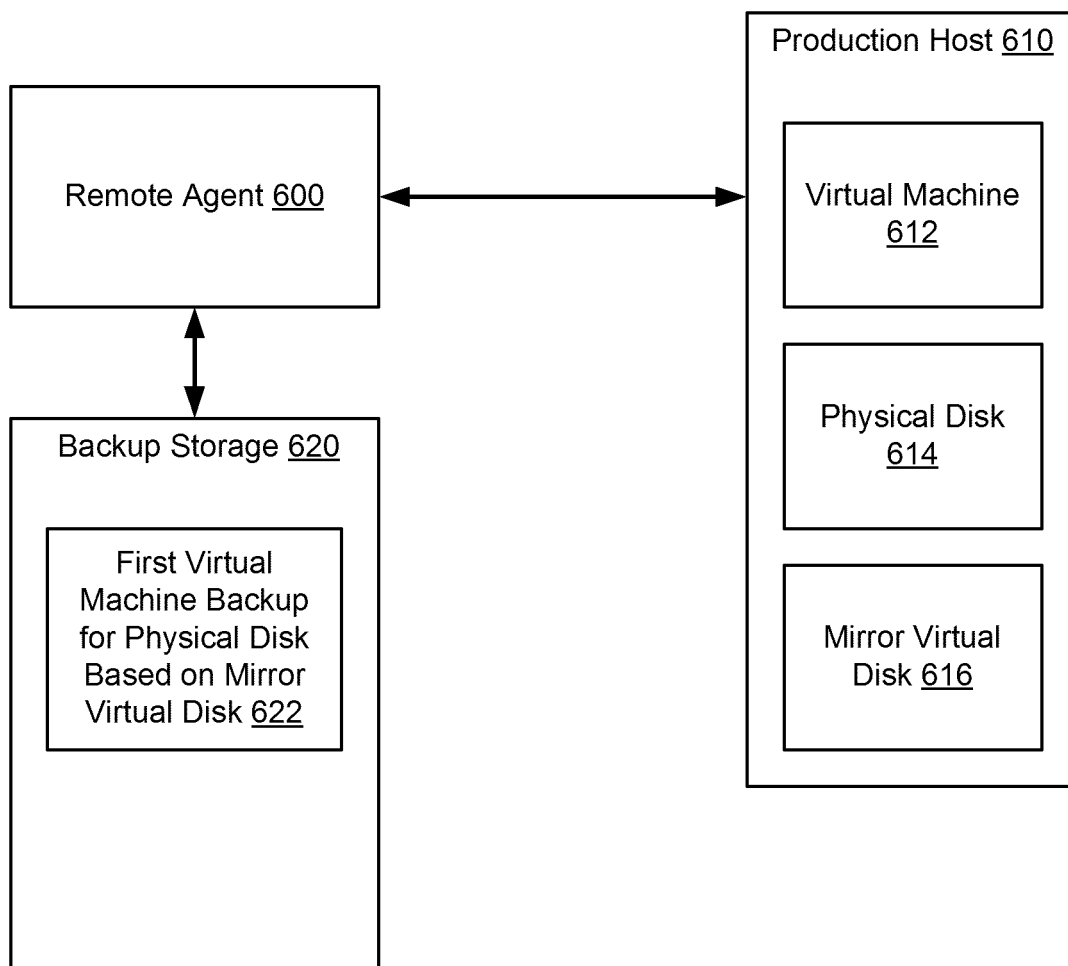 Production Host 610
Remote Agent 600
Virtual Machine
612
Physical Disk
614
Backup Storage 620
First Virtual
Machine Backup
for Physical Disk
Based on Mirror
Virtual Disk 622
Mirror Virtual
Disk 616